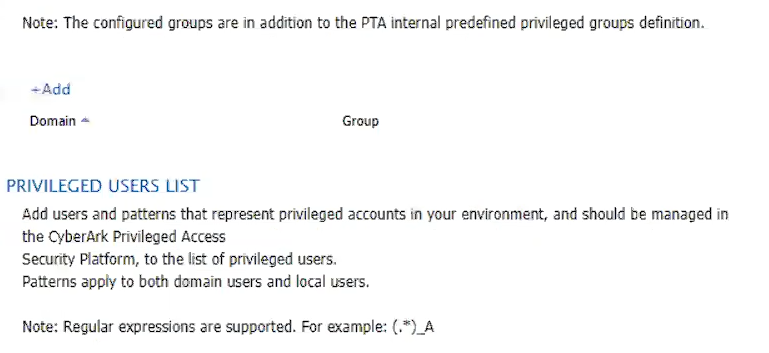 Note: The configured groups are in addition to the PTA internal predefined privileged groups definition.
+Add
Domain Group
PRIVILEGED USERS LIST
Add users and patterns that represent privileged accounts in your environment, and should be managed in
the CyberArk Privileged Access
Security Platform, to the list of privileged users.
Patterns apply to both domain users and local users.
Note: Regular expressions are supported. For example: (.*)_A